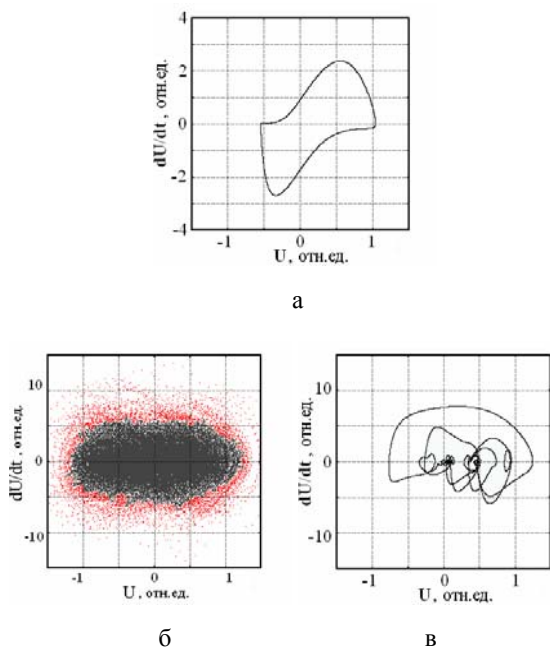 4
2
0
-2
-4
dU/dt , отн.ед.
-1 0 1
U, отн.ед.
а
10
0
-10
dU/dt , отн.ед.
-1 0 1
U, отн.ед.
б
10
0
-10
dU/dt , отн.ед.
-1 0 1
U, отн.ед.
в